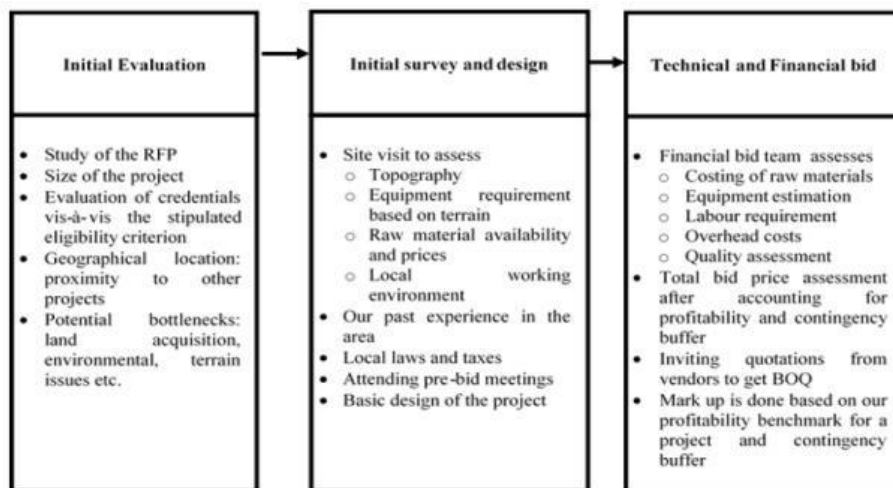 Initial Evaluation
• Study of the RFP
• Size of the project
• Evaluation of credentials
vis-à-vis the stipulated
eligibility criterion
• Geographical location:
proximity to other
projects
• Potential bottlenecks:
land acquisition,
environmental, terrain
issues etc.
Initial survey and design
• Site visit to assess
o Topography
o Equipment requirement
based on terrain
o Raw material availability
and prices
o Local working
environment
• Our past experience in the
area
• Local laws and taxes
• Attending pre-bid meetings
• Basic design of the project
Technical and Financial bid
• Financial bid team assesses
o Costing of raw materials
o Equipment estimation
o Labour requirement
o Overhead costs
o Quality assessment
• Total bid price assessment
after accounting for
profitability and contingency
buffer
• Inviting quotations from
vendors to get BOQ
• Mark up is done based on our
profitability benchmark for a
project and contingency
buffer